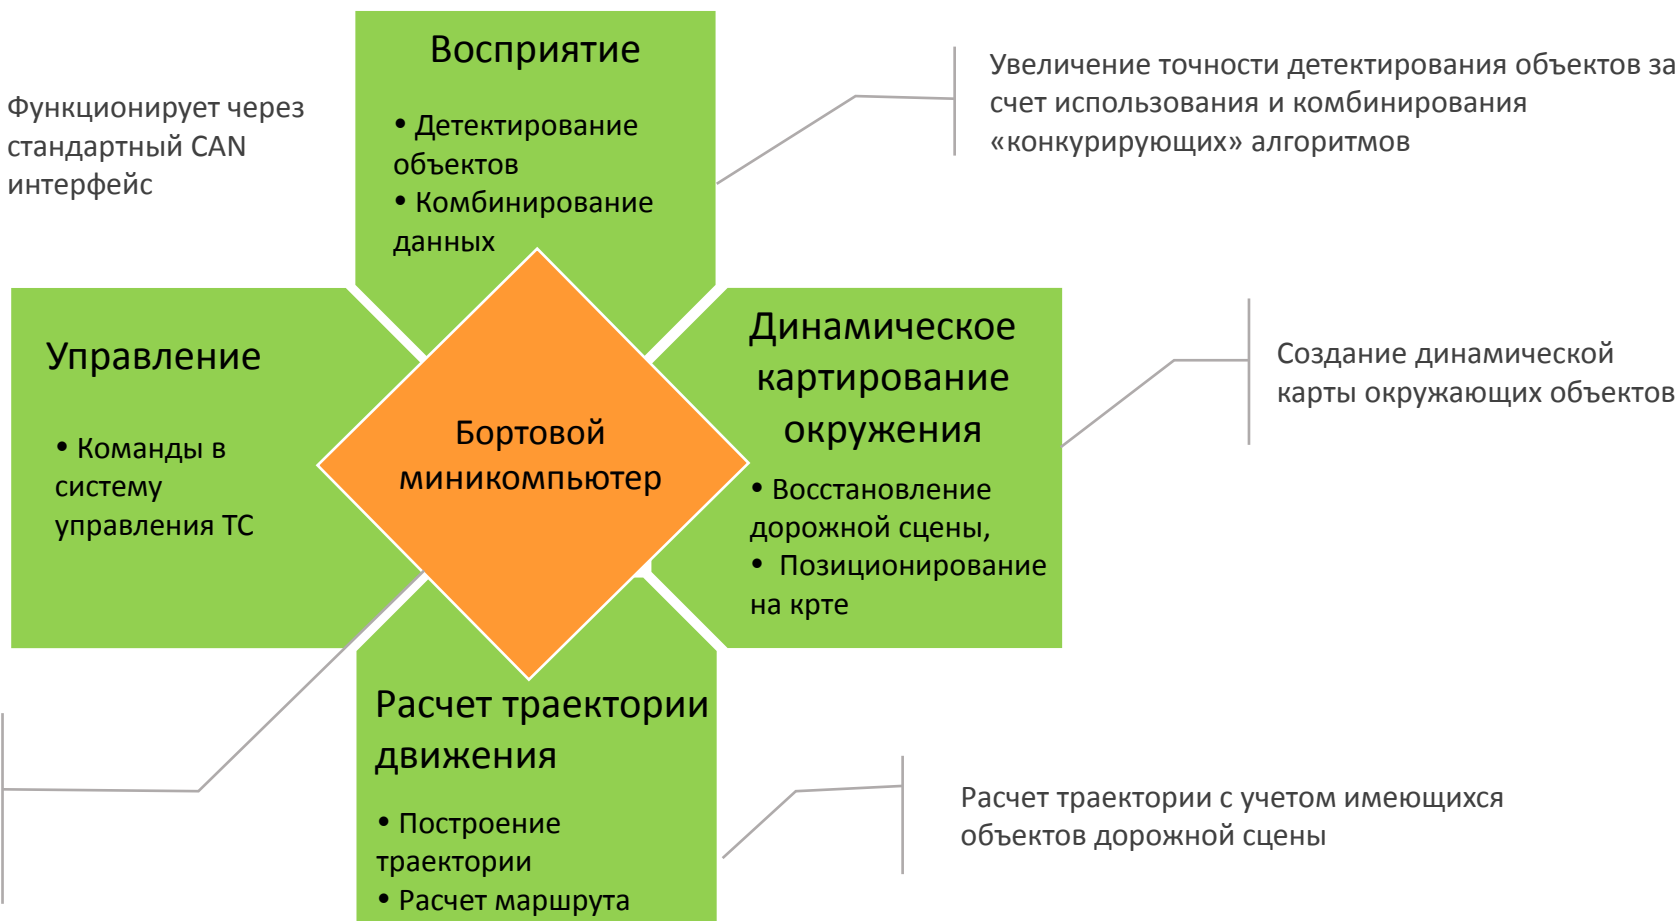 Восприятие
• Детектирование
объектов
• Комбинирование
данных
Увеличение точности детектирования объектов за
счет использования и комбинирования
«конкурирующих» алгоритмов
Функционирует через
стандартный CAN
интерфейс
Управление
• Команды в
систему
управления ТС
Бортовой
миникомпьютер
Динамическое
картирование
окружения
• Восстановление
дорожной сцены,
• Позиционирование
на крте
Создание динамической
карты окружающих объектов
Расчет траектории
движения
• Построение
траектории
• Расчет маршрута
Расчет траектории с учетом имеющихся
объектов дорожной сцены